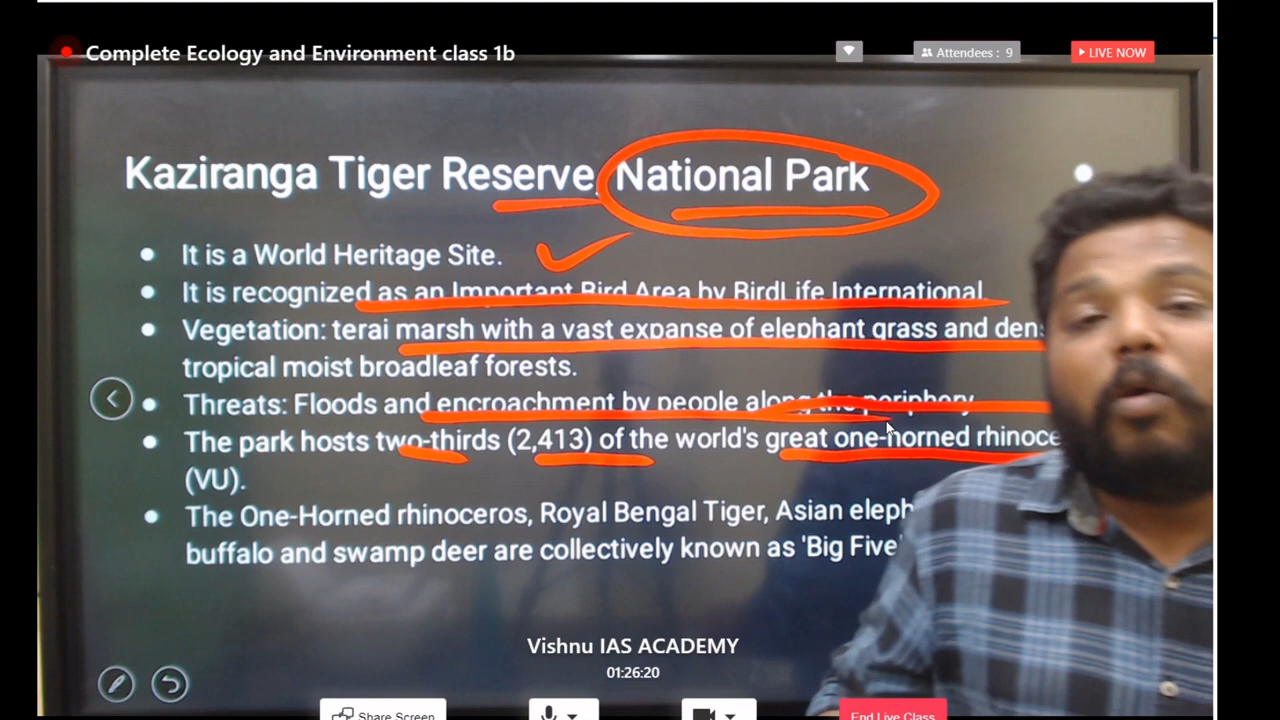 Complete Ecology and Environment class 1b
Attendees : 9
LIVE NOW
Kaziranga Tiger Reserve, National Park
It is a World Heritage Site.
It is recognized as an Important Bird Area by BirdLife International
Vegetation: terai marsh with a vast expanse of elephant grass and
tropical moist broadleaf forests.
Threats: Floods and encroachment by people along the periphery
The park hosts two-thirds (2,413) of the world's great one-horned
(VU).
The One-Horned rhinoceros, Royal Bengal Tiger, Asian
buffalo and swamp deer are collectively known as 'Big Five'
Vishnu IAS ACADEMY
01:26:20
Share Screen
End Live Class